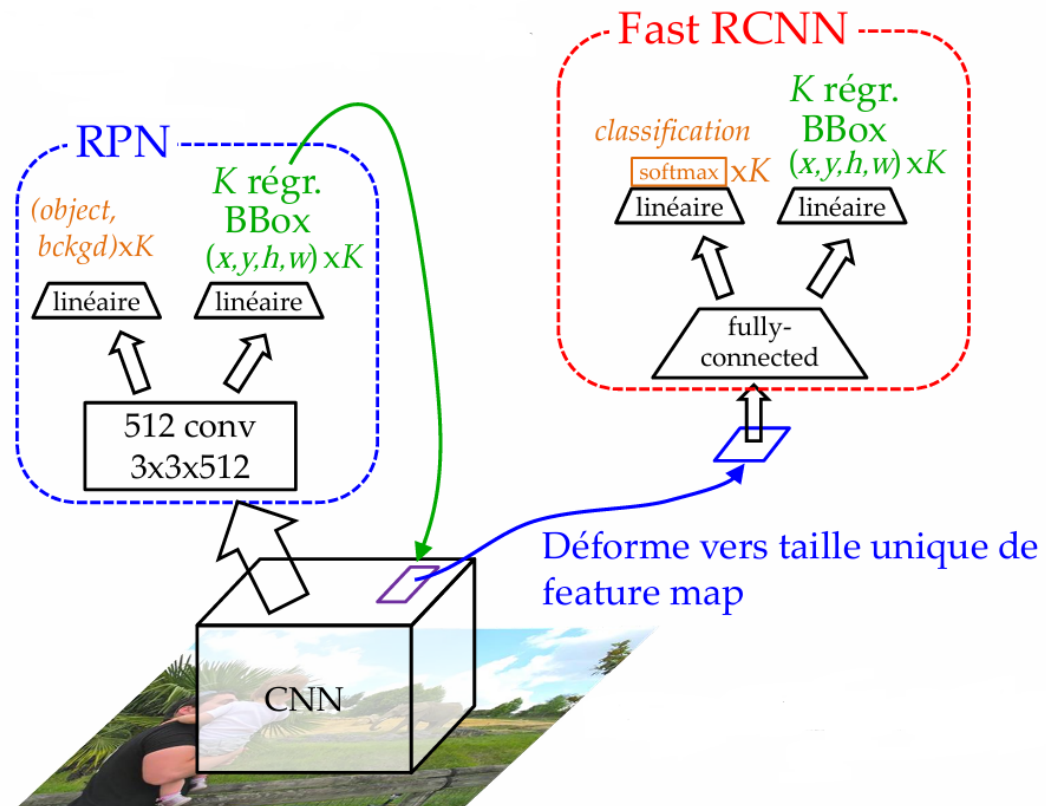 RPN
(object,
bckgd)xK
K régr.
BBox
(x,y,h,w) xK
linéaire
linéaire
512 conv
3x3x512
CNN
Fast RCNN
classification
softmax xK
K régr.
BBox
(x,y,h,w) xK
linéaire
linéaire
fully-
connected
Déforme vers taille unique de
feature map